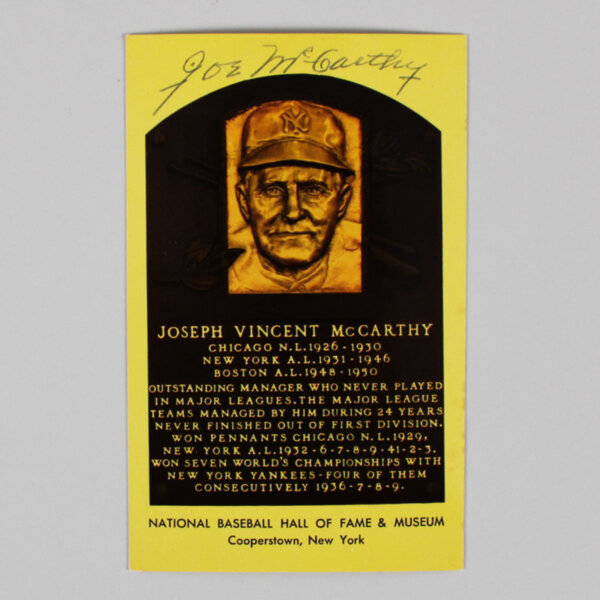 Joe McCarthy
NY
JOSEPH VINCENT McCARTHY
CHICAGO N.L. 1926 - 1930
NEW YORK A.L. 1931 - 1946
BOSTON A.L. 1948 - 1950
OUTSTANDING MANAGER WHO NEVER PLAYED
IN MAJOR LEAGUES. THE MAJOR LEAGUE
TEAMS MANAGED BY HIM DURING 24 YEARS
NEVER FINISHED OUT OF FIRST DIVISION.
WON PENNANTS CHICAGO N.L. 1929,
NEW YORK A.L. 1932 - 6 - 7 - 8 - 9 - 41 - 2 - 3.
WON SEVEN WORLD'S CHAMPIONSHIPS WITH
NEW YORK YANKEES - FOUR OF THEM
CONSECUTIVELY 1936 - 7 - 8 - 9.
NATIONAL BASEBALL HALL OF FAME & MUSEUM
Cooperstown, New York